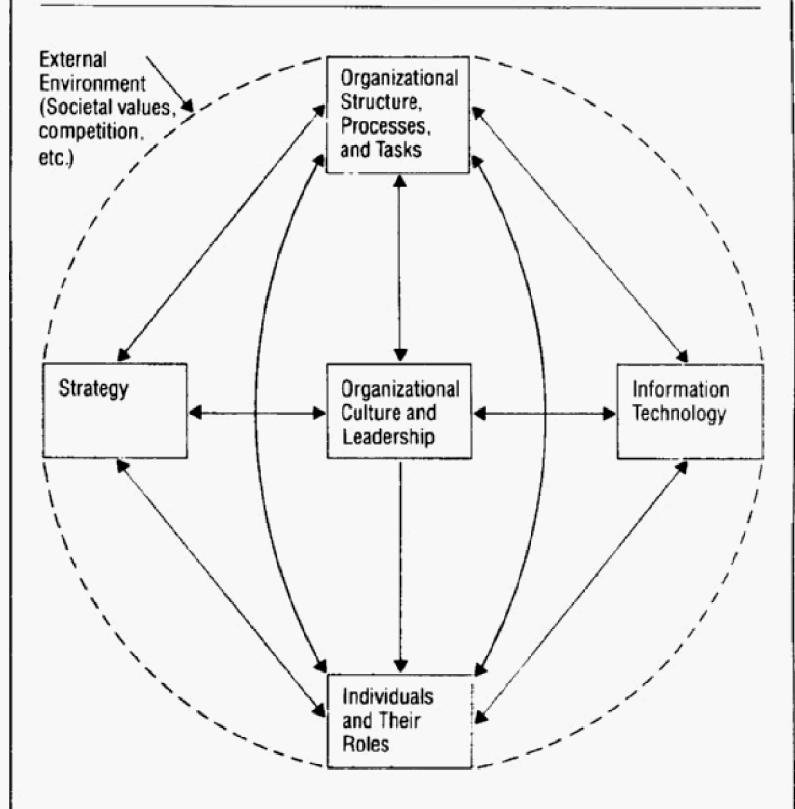 External
Environment
(Societal values,
competition,
etc.)
Organizational
Structure,
Processes,
and Tasks
Strategy
Organizational
Culture and
Leadership
Information
Technology
Individuals
and Their
Roles